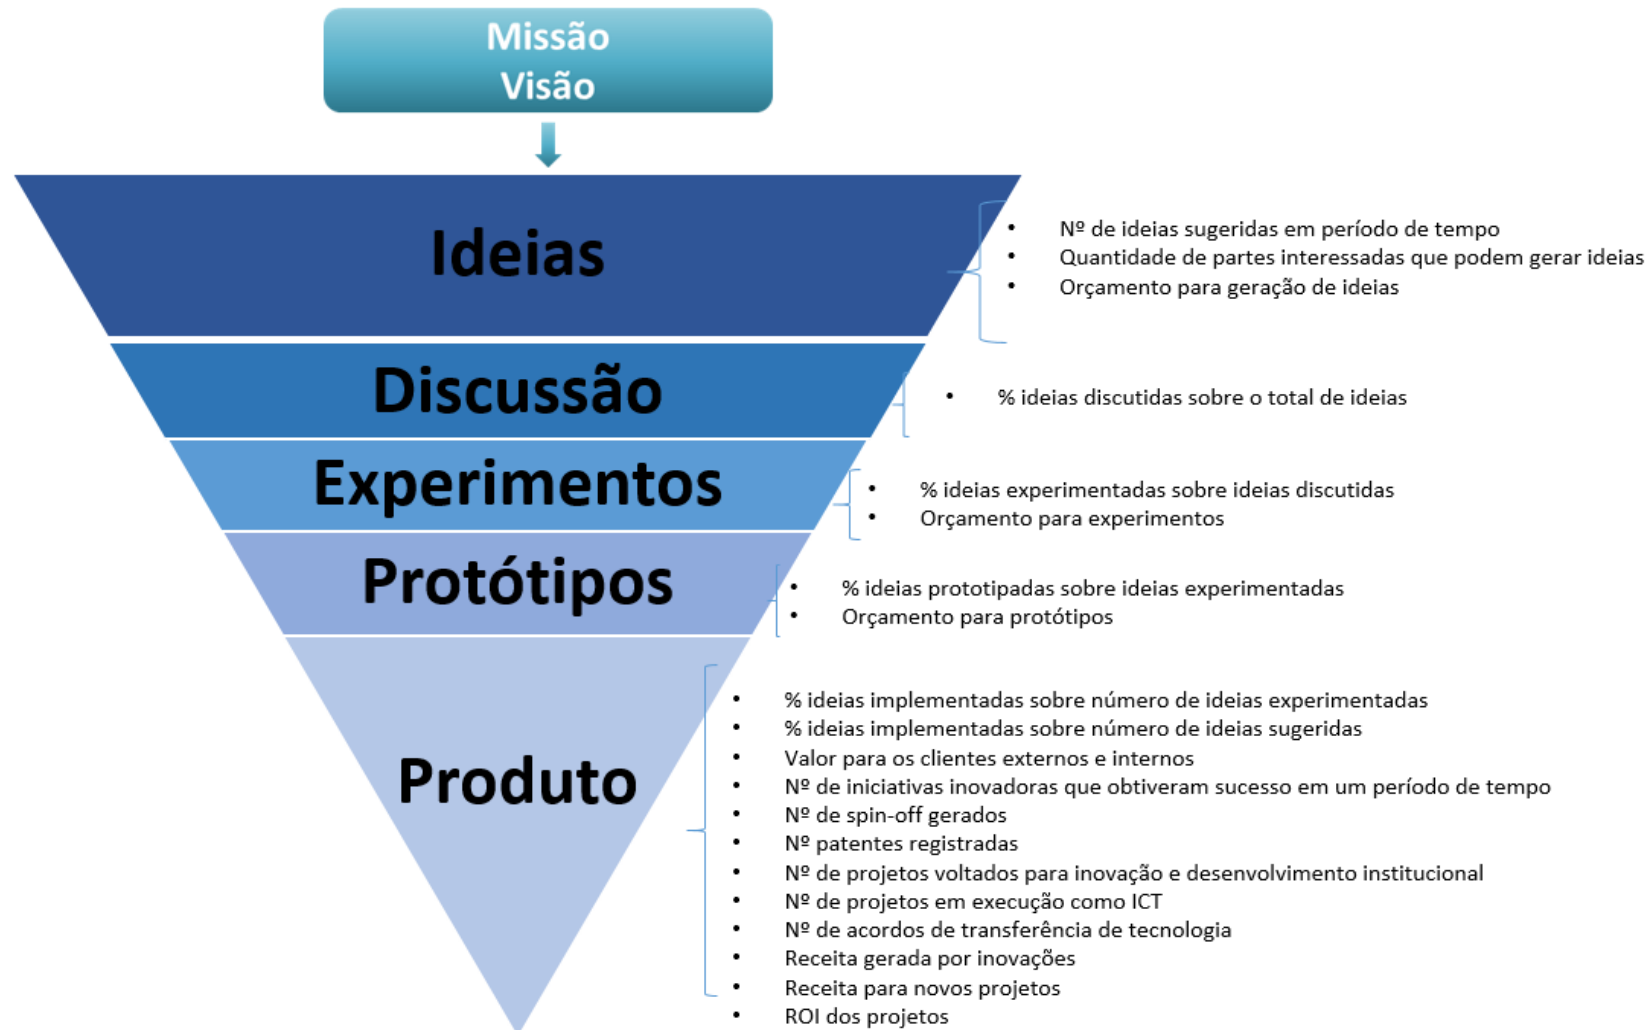 Missão
Visão
Ideias
• Nº de ideias sugeridas em período de tempo
• Quantidade de partes interessadas que podem gerar ideias
• Orçamento para geração de ideias
Discussão
• % ideias discutidas sobre o total de ideias
Experimentos
• % ideias experimentadas sobre ideias discutidas
• Orçamento para experimentos
Protótipos
• % ideias prototipadas sobre ideias experimentadas
• Orçamento para protótipos
Produto
• % ideias implementadas sobre número de ideias experimentadas
• % ideias implementadas sobre número de ideias sugeridas
• Valor para os clientes externos e internos
• Nº de iniciativas inovadoras que obtiveram sucesso em um período de tempo
• Nº de spin-off gerados
• Nº patentes registradas
• Nº de projetos voltados para inovação e desenvolvimento institucional
• Nº de projetos em execução como ICT
• Nº de acordos de transferência de tecnologia
• Receita gerada por inovações
• Receita para novos projetos
• ROI dos projetos